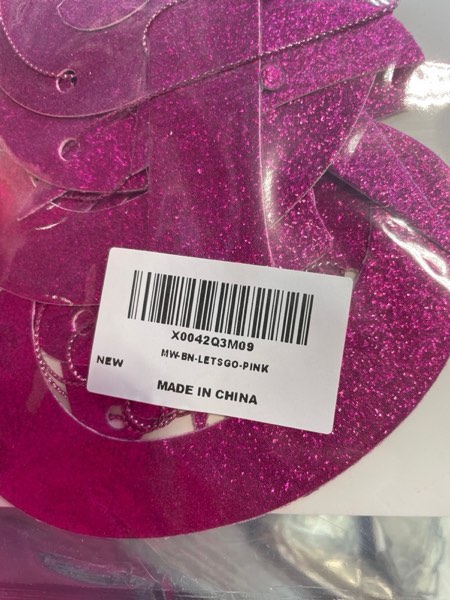 X0042Q3M09
MW-BN-LETSGO-PINK
NEW
MADE IN CHINA